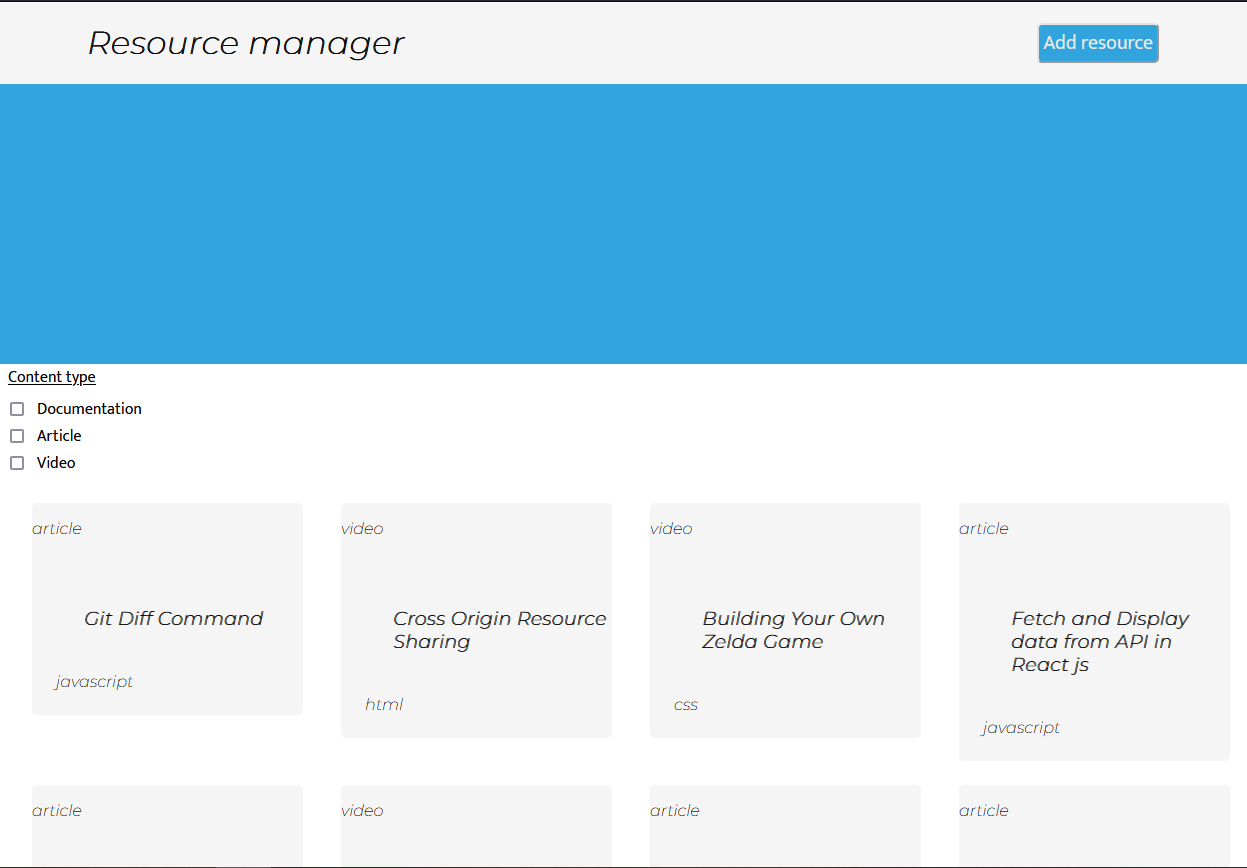 Resource manager
Add resource
Content type
Documentation
Article
Video
article
Git Diff Command
javascript
video
Cross Origin Resource
Sharing
html
video
Building Your Own
Zelda Game
css
article
Fetch and Display
data from API in
React js
javascript
article
video
article
article